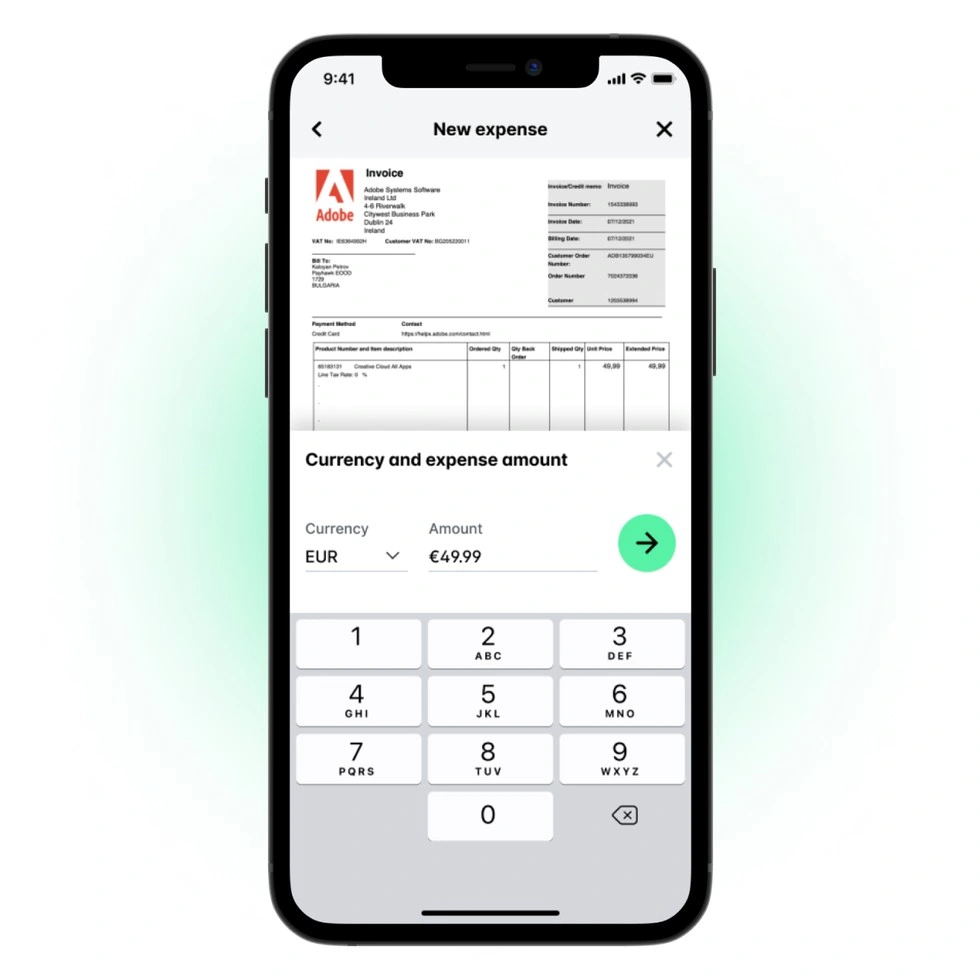 9:41
New expense
Adobe
Invoice
Adobe Systems Software
Ireland Ltd
4-6 Riverwalk
Citywest Business Park
Dublin 24
Ireland
VAT No: Customer VAT No: BG205220011
Bill To:
Kaloyan Petrov
Payhawk EOOD
1729
BULGARIA
Invoice/Credit memo Invoice
Invoice Number: 1543338993
Invoice Date: 07/12/2021
Billing Date: 07/12/2021
Customer Order
Number:
Order Number
Customer
Payment Method Contact
Credit Card https://helpx.adobe.com/contact.html
Product Number and Item description Ordered Qty Qty Back Order Shipped Qty Unit Price Extended Price
65183131 Creative Cloud All Apps 1 1 49,99 49,99
Line Tax Rate: 0 %
Currency and expense amount
Currency Amount
EUR €49.99
1 2 3
ABC DEF
4 5 6
GHI JKL MNO
7 8 9
PQRS TUV WXYZ
0